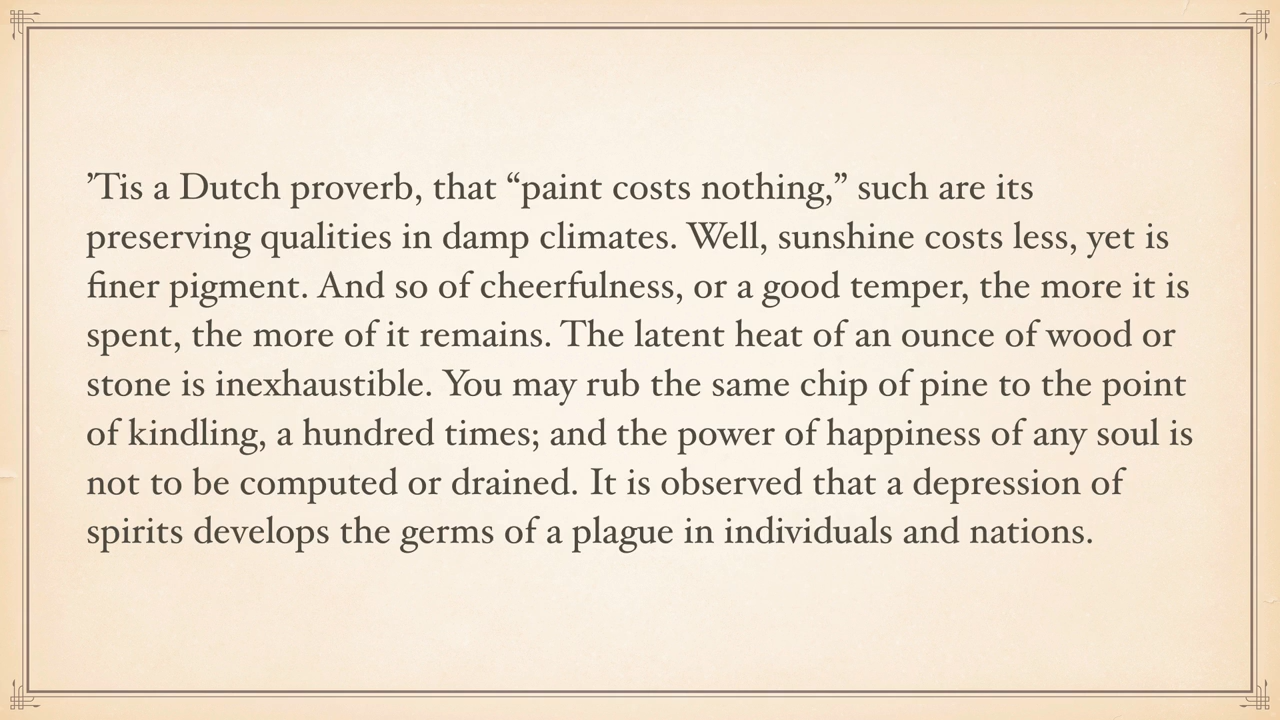 ’Tis a Dutch proverb, that “paint costs nothing,” such are its
preserving qualities in damp climates. Well, sunshine costs less, yet is
finer pigment. And so of cheerfulness, or a good temper, the more it is
spent, the more of it remains. The latent heat of an ounce of wood or
stone is inexhaustible. You may rub the same chip of pine to the point
of kindling, a hundred times; and the power of happiness of any soul is
not to be computed or drained. It is observed that a depression of
spirits develops the germs of a plague in individuals and nations.